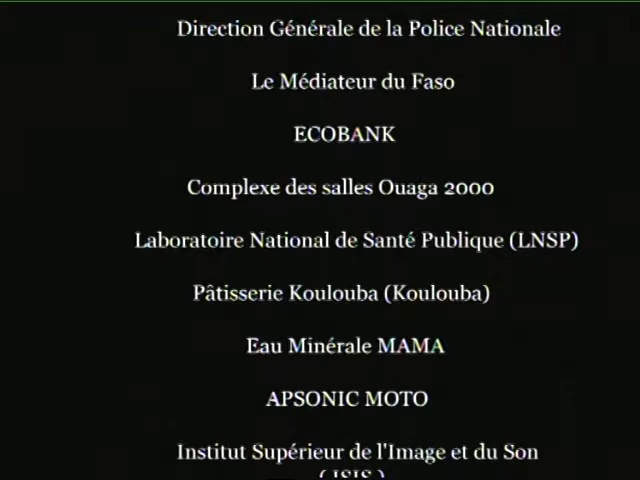 Direction Générale de la Police Nationale
Le Médiateur du Faso
ECOBANK
Complexe des salles Ouaga 2000
Laboratoire National de Santé Publique (LNSP)
Pâtisserie Koulouba (Koulouba)
Eau Minérale MAMA
APSONIC MOTO
Institut Supérieur de l'Image et du Son
( ISIS )